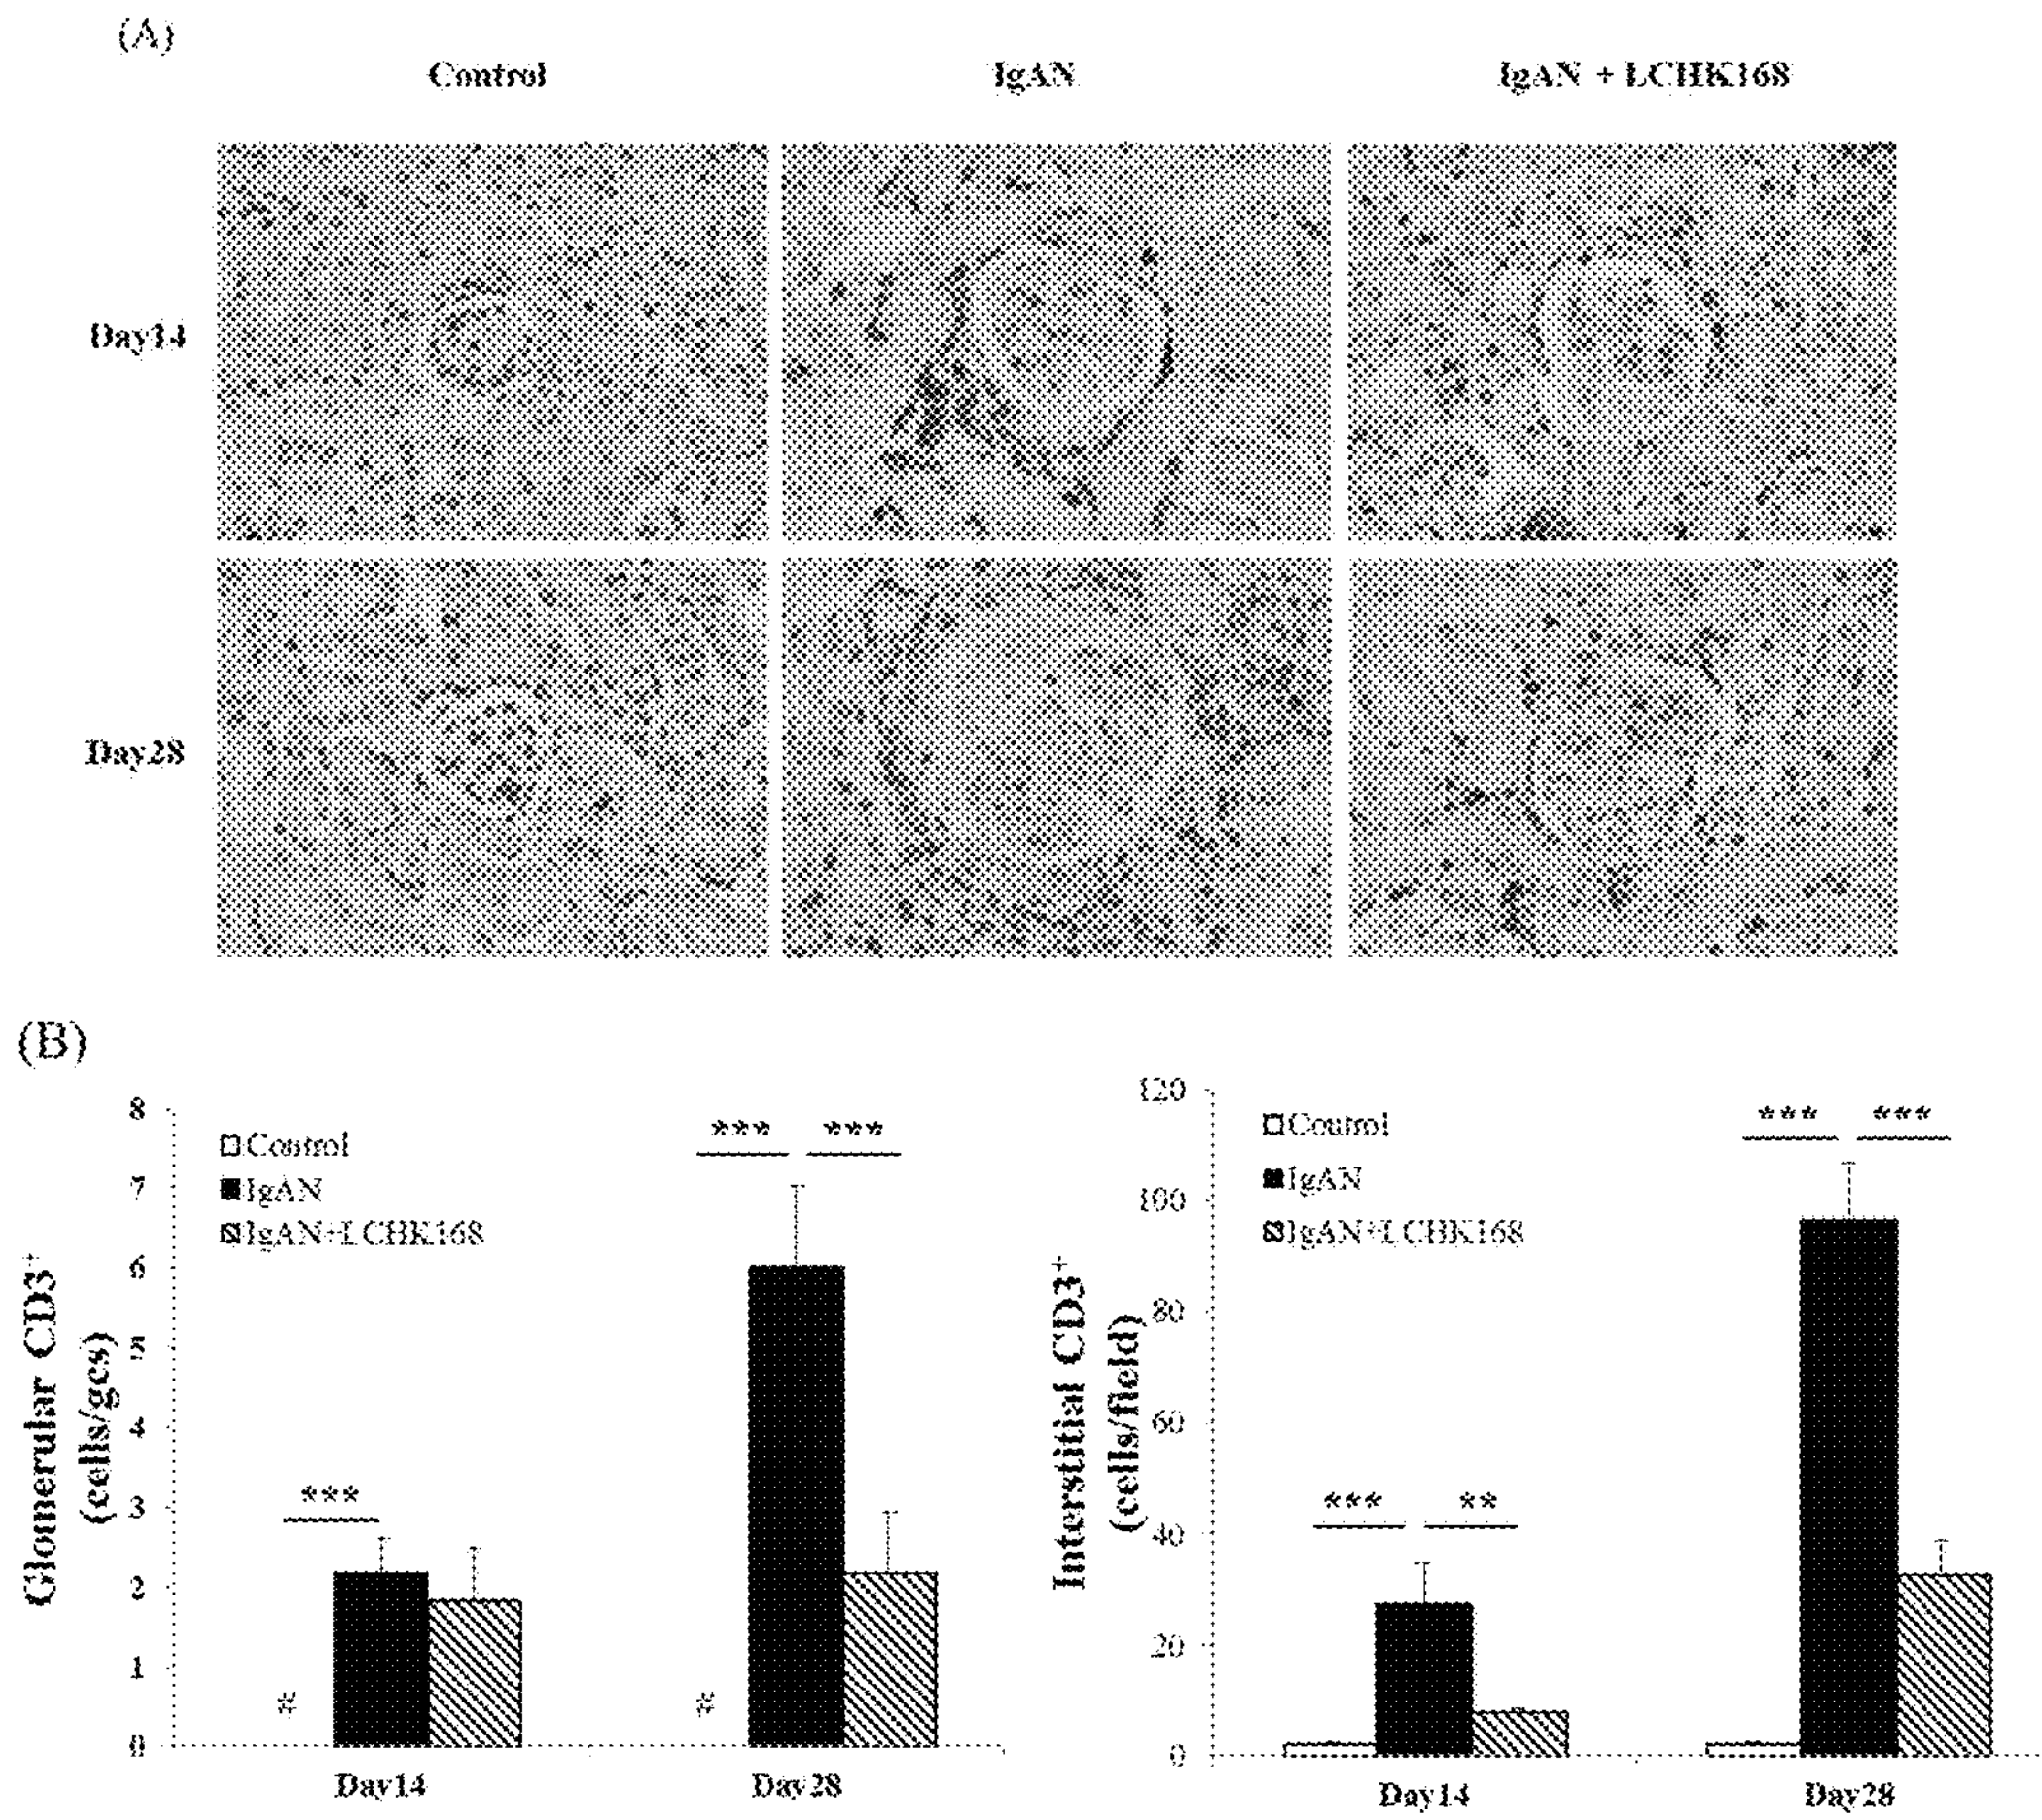 (A)
Control
IgAN
IgAN + LCHK168
Day14
Day28
(B)
Glomerular CD3⁺
(cells/gcs)
8
7
6
5
4
3
2
1
0
Control
IgAN
IgAN+LCHK168
***
***
***
#
#
Day14
Day28
Interstitial CD3⁺
(cells/field)
120
100
80
60
40
20
0
Control
IgAN
IgAN+LCHK168
***
**
***
***
Day14
Day28